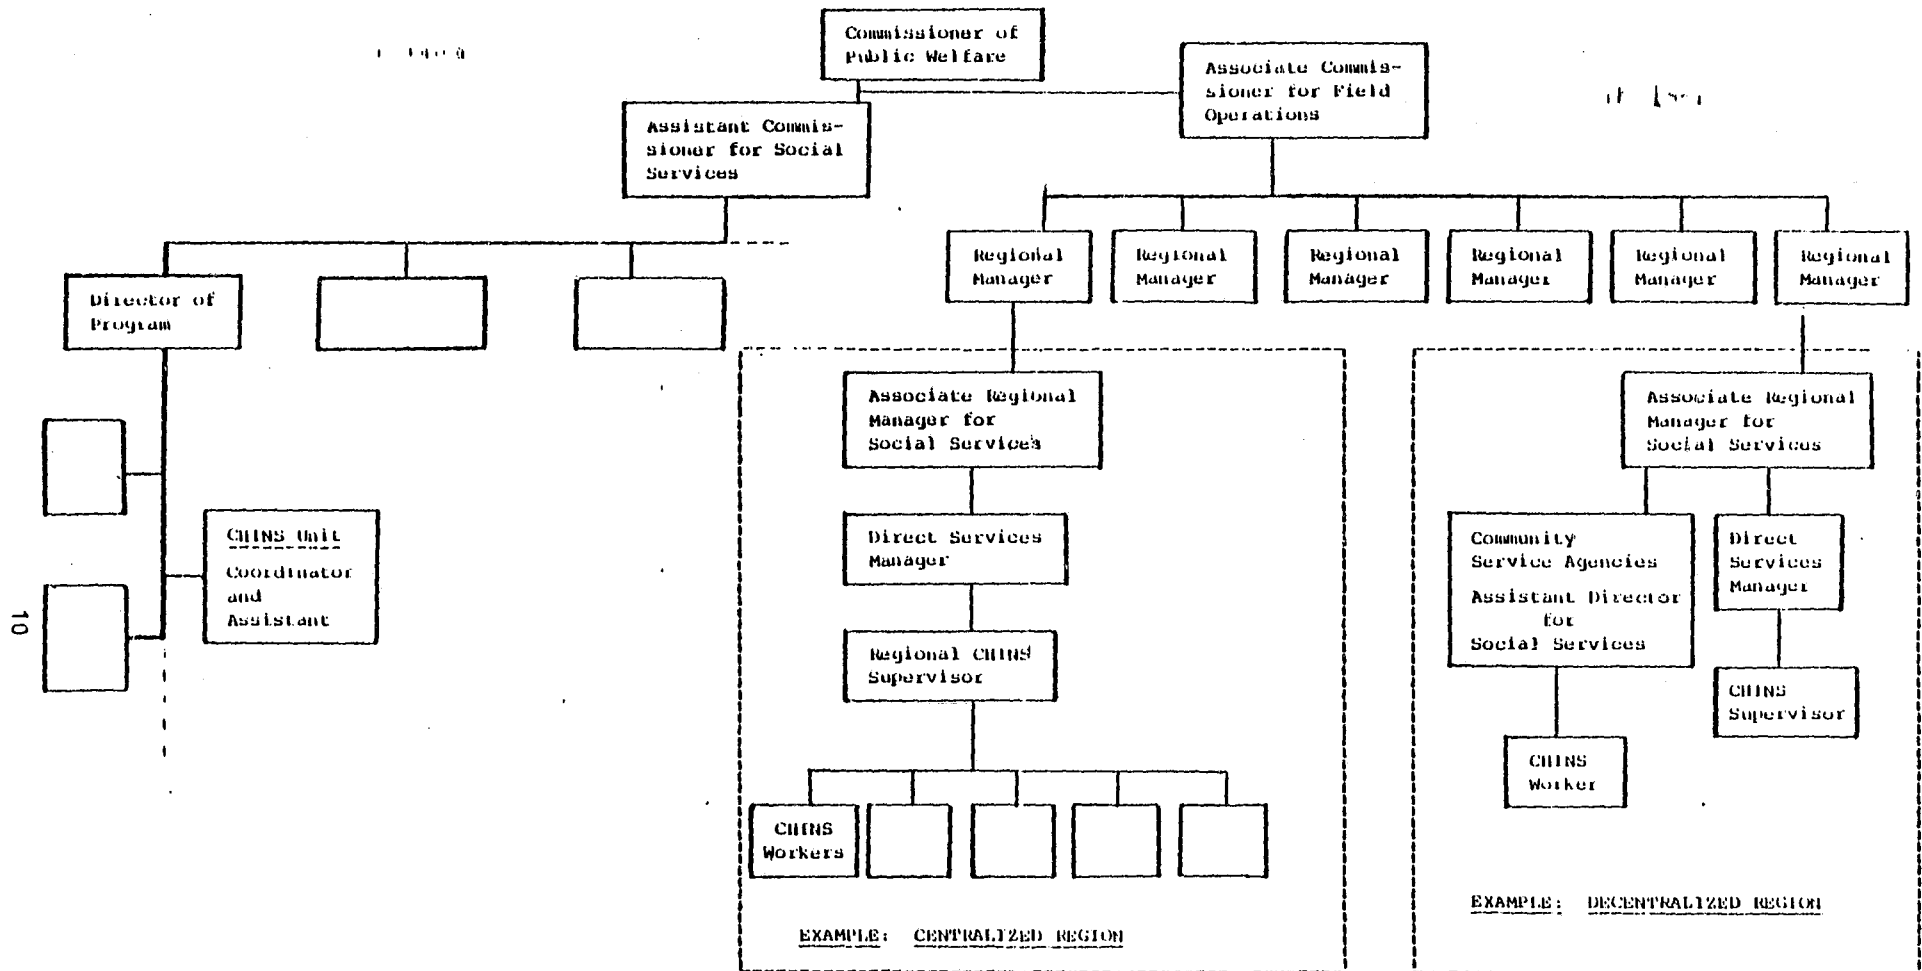 Commissioner of
Public Welfare
Associate Commis-
sioner for Field
Operations
Assistant Commis-
sioner for Social
Services
Regional
Manager
Regional
Manager
Regional
Manager
Regional
Manager
Regional
Manager
Regional
Manager
Director of
Program
Associate Regional
Manager for
Social Services
Associate Regional
Manager for
Social Services
CHINS Unit
Coordinator
and
Assistant
Direct Services
Manager
Community
Service Agencies
Assistant Director
for
Social Services
Direct
Services
Manager
Regional CHINS
Supervisor
CHINS
Supervisor
CHINS
Worker
CHINS
Workers
EXAMPLE: CENTRALIZED REGION
EXAMPLE: DECENTRALIZED REGION
10